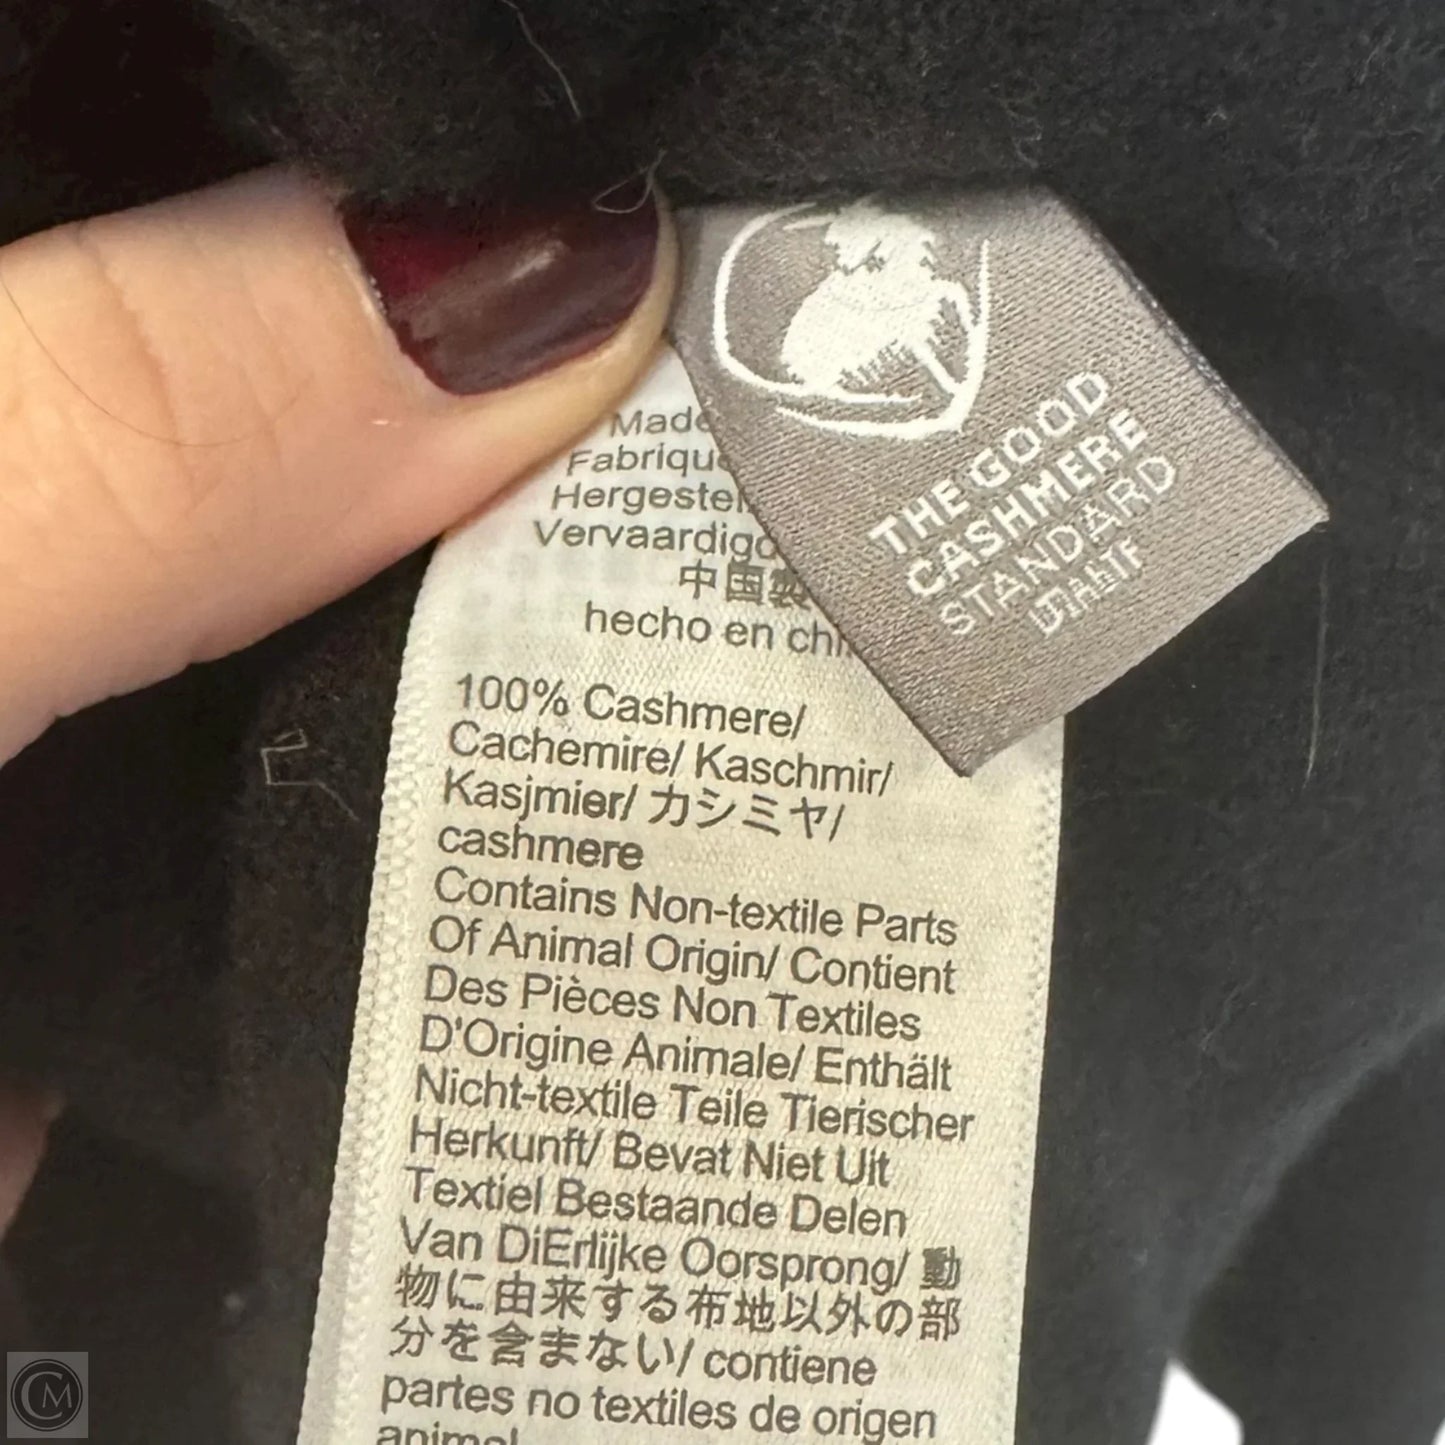 THE GOOD
CASHMERE
STANDARD
Made
Fabrique
Hergestel
Vervaardigd
中国製
hecho en chi
100% Cashmere/
Cachemire/ Kaschmir/
Kasjmier/ カシミヤ/
cashmere
Contains Non-textile Parts
Of Animal Origin/ Contient
Des Pièces Non Textiles
D'Origine Animale/ Enthält
Nicht-textile Teile Tierischer
Herkunft/ Bevat Niet Uit
Textiel Bestaande Delen
Van DiErlijke Oorsprong/ 動
物に由来する布地以外の部
分を含まない/ contiene
partes no textiles de origen
animal
CM